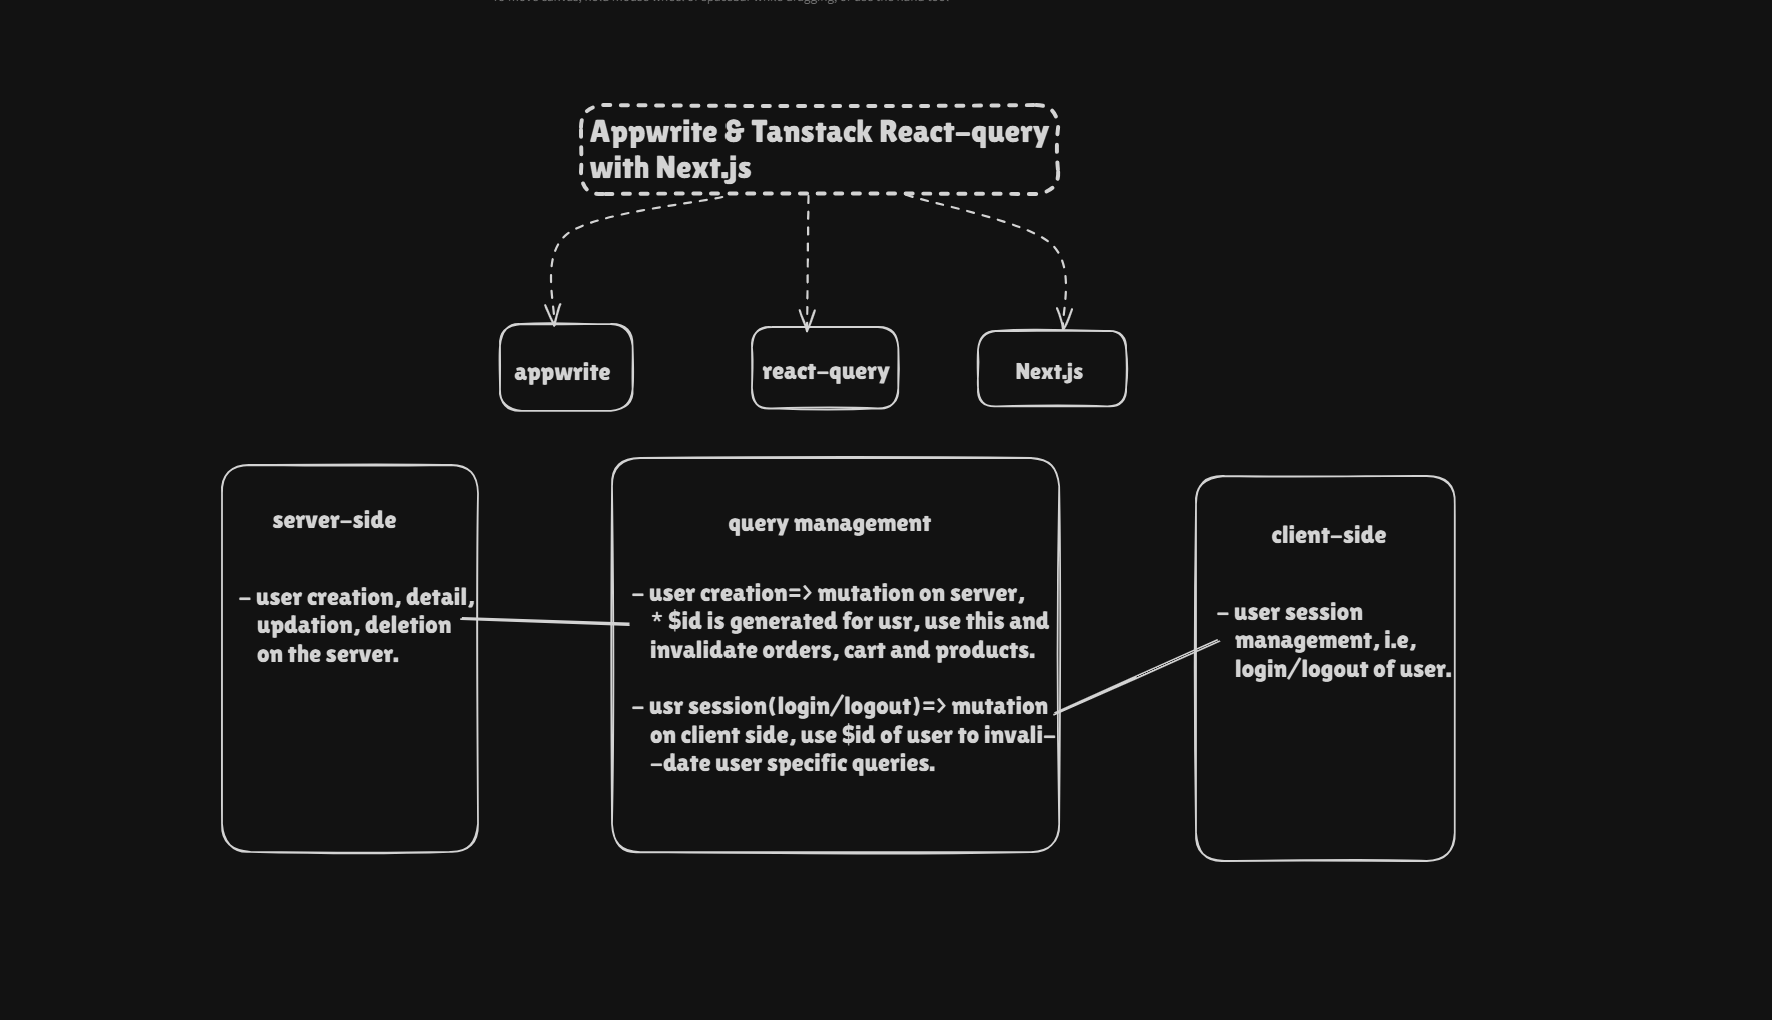 Appwrite & Tanstack React-query
with Next.js
appwrite
react-query
Next.js
server-side
- user creation, detail,
updation, deletion
on the server.
query management
- user creation=> mutation on server,
* $id is generated for usr, use this and
invalidate orders, cart and products.
- usr session(login/logout)=> mutation
on client side, use $id of user to invali-
-date user specific queries.
client-side
- user session
management, i.e,
login/logout of user.